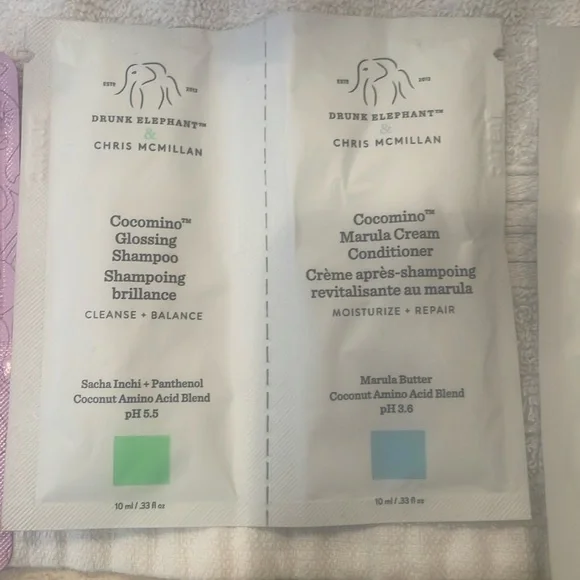 ESTD 2012
DRUNK ELEPHANT™
&
CHRIS MCMILLAN
Cocomino™
Glossing
Shampoo
Shampoing
brillance
CLEANSE + BALANCE
Sacha Inchi + Panthenol
Coconut Amino Acid Blend
pH 5.5
10 ml / .33 fl oz
ESTD 2012
DRUNK ELEPHANT™
&
CHRIS MCMILLAN
Cocomino™
Marula Cream
Conditioner
Crème après-shampoing
revitalisante au marula
MOISTURIZE + REPAIR
Marula Butter
Coconut Amino Acid Blend
pH 3.6
10 ml / .33 fl oz